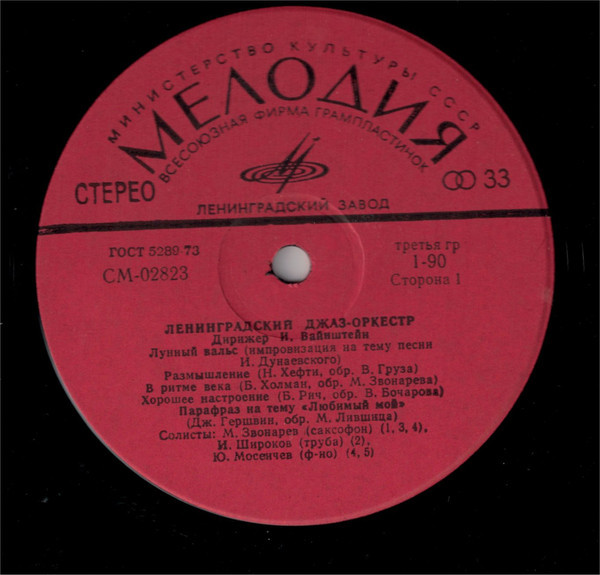 МИНИСТЕРСТВО КУЛЬТУРЫ СССР
МЕЛОДИЯ
ВСЕСОЮЗНАЯ ФИРМА ГРАМПЛАСТИНОК
СТЕРЕО
33
ЛЕНИНГРАДСКИЙ ЗАВОД
ГОСТ 5289-73
третья гр
СМ-02823
1-90
Сторона 1
ЛЕНИНГРАДСКИЙ ДЖАЗ-ОРКЕСТР
Дирижер И. Вайнштейн
Лунный вальс (импровизация на тему песни
И. Дунаевского)
Размышление (Н. Хефти, обр. В. Груза)
В ритме века (Б. Холман, обр. М. Звонарева)
Хорошее настроение (Б. Рич, обр. В. Бочарова)
Парафраз на тему «Любимый мой»
(Дж. Гершвин, обр. М. Лившица)
Солисты: М. Звонарев (саксофон) (1, 3, 4),
И. Широков (труба) (2),
Ю. Мосеичев (ф-но) (4, 5)